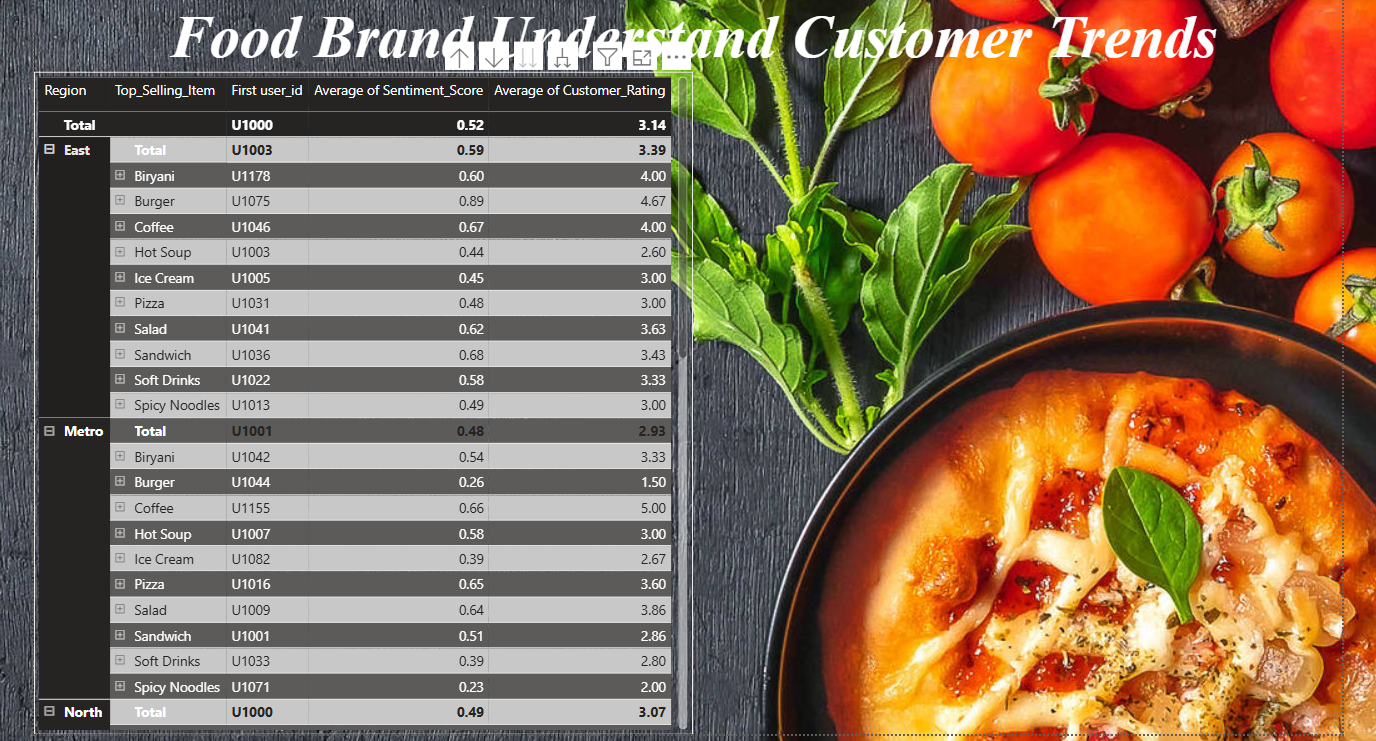 Food Brand Understand Customer Trends
Region Top_Selling_Item First user_id Average of Sentiment_Score Average of Customer_Rating
Total U1000 0.52 3.14
East Total U1003 0.59 3.39
Biryani U1178 0.60 4.00
Burger U1075 0.89 4.67
Coffee U1046 0.67 4.00
Hot Soup U1003 0.44 2.60
Ice Cream U1005 0.45 3.00
Pizza U1031 0.48 3.00
Salad U1041 0.62 3.63
Sandwich U1036 0.68 3.43
Soft Drinks U1022 0.58 3.33
Spicy Noodles U1013 0.49 3.00
Metro Total U1001 0.48 2.93
Biryani U1042 0.54 3.33
Burger U1044 0.26 1.50
Coffee U1155 0.66 5.00
Hot Soup U1007 0.58 3.00
Ice Cream U1082 0.39 2.67
Pizza U1016 0.65 3.60
Salad U1009 0.64 3.86
Sandwich U1001 0.51 2.86
Soft Drinks U1033 0.39 2.80
Spicy Noodles U1071 0.23 2.00
North Total U1000 0.49 3.07